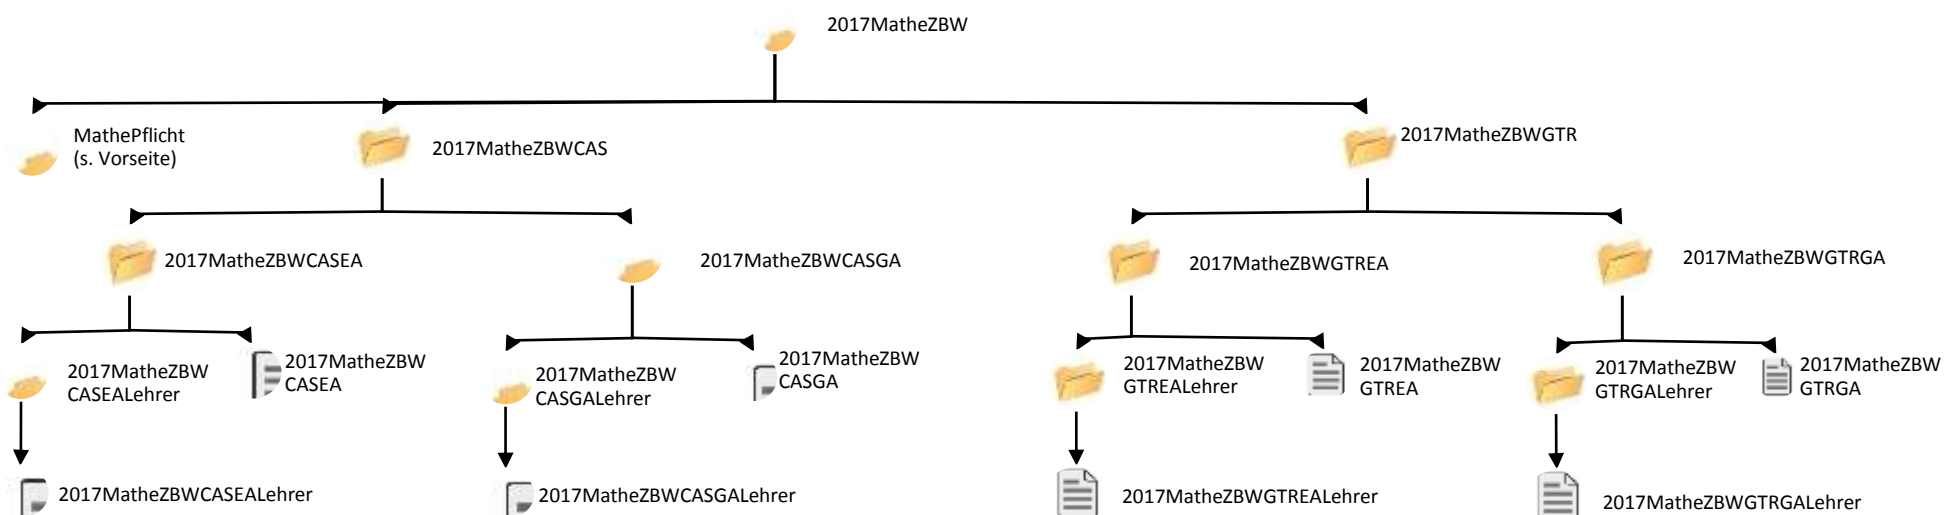 2017MatheZBW
MathePflicht
(s. Vorseite)
2017MatheZBWCAS
2017MatheZBWGTR
2017MatheZBWCASEA
2017MatheZBWCASGA
2017MatheZBWGTREA
2017MatheZBWGTRGA
2017MatheZBW
CASEALehrer
2017MatheZBW
CASEA
2017MatheZBW
CASGALehrer
2017MatheZBW
CASGA
2017MatheZBW
GTREALehrer
2017MatheZBW
GTREA
2017MatheZBW
GTRGALehrer
2017MatheZBW
GTRGA
2017MatheZBWCASEALehrer
2017MatheZBWCASGALehrer
2017MatheZBWGTREALehrer
2017MatheZBWGTRGALehrer